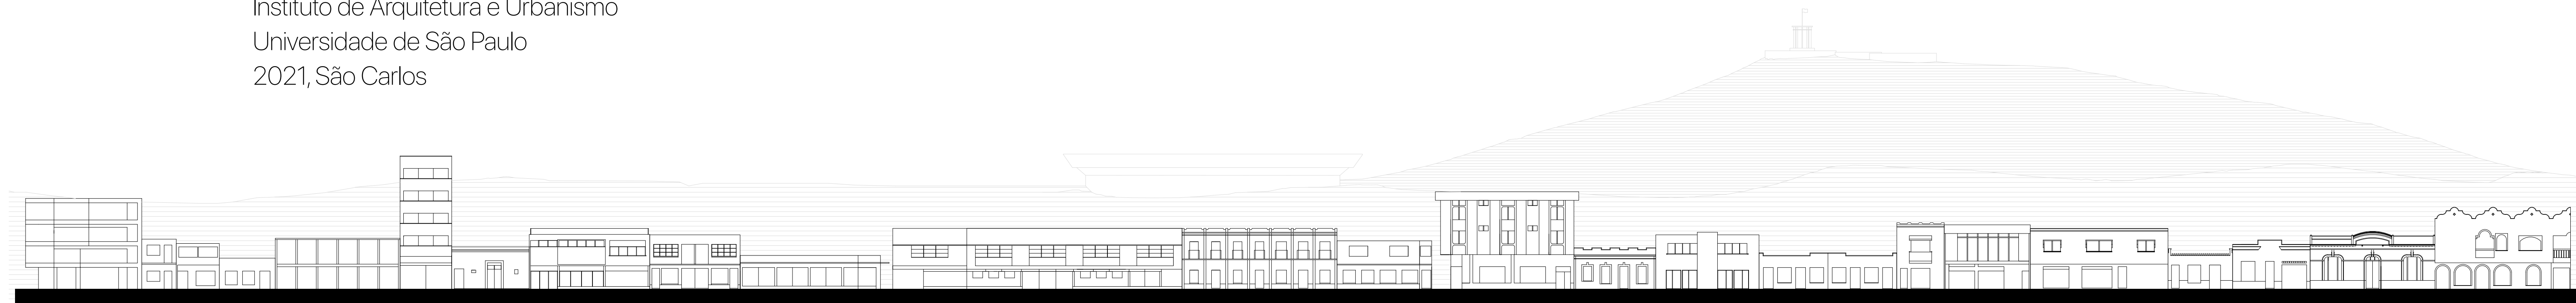 Instituto de Arquitetura e Urbanismo
Universidade de São Paulo
2021, São Carlos